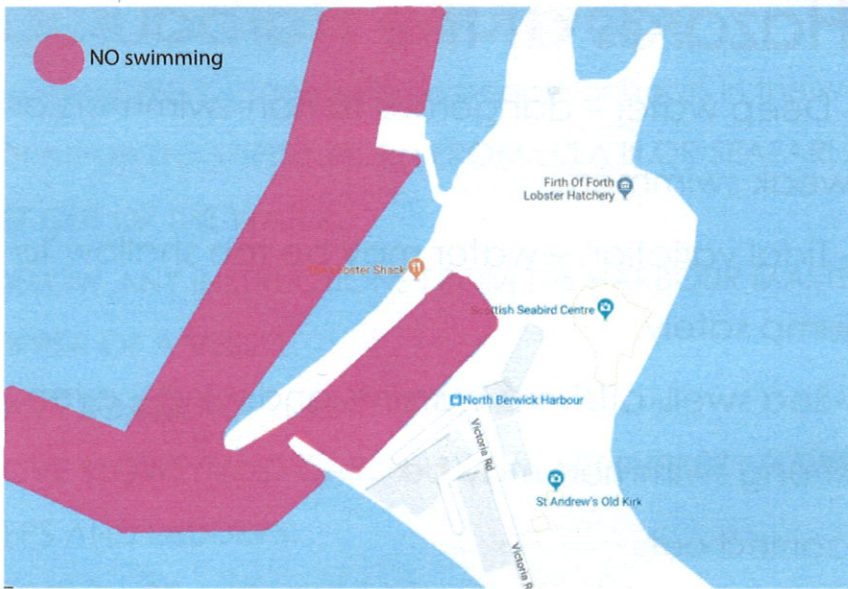 NO swimming
Firth Of Forth
Lobster Hatchery
The Lobster Shack
Scottish Seabird Centre
North Berwick Harbour
Victoria Rd
St Andrew's Old Kirk
Victoria R